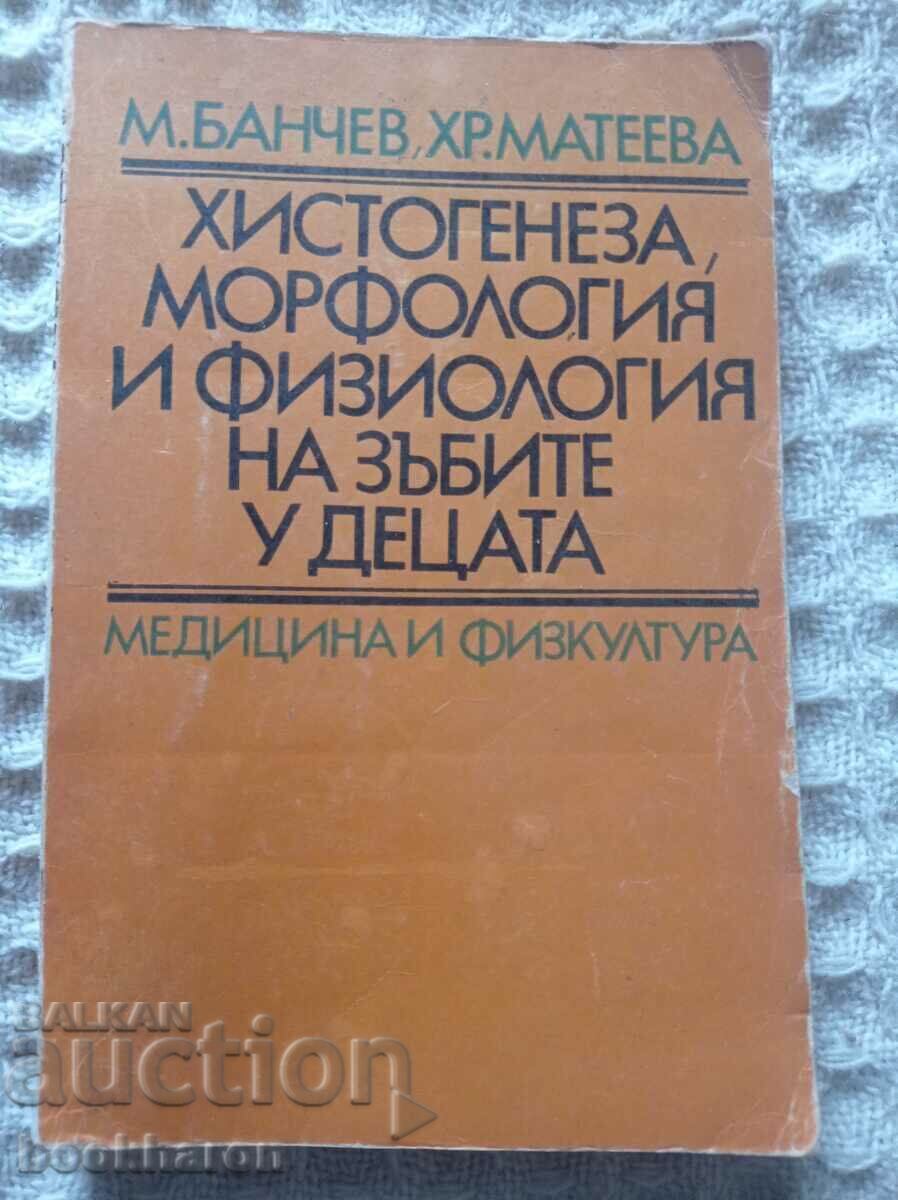 М.БАНЧЕВ, ХР.МАТЕЕВА
ХИСТОГЕНЕЗА,
МОРФОЛОГИЯ
И ФИЗИОЛОГИЯ
НА ЗЪБИТЕ
У ДЕЦАТА
МЕДИЦИНА И ФИЗКУЛТУРА
BALKAN
auction
bookharon